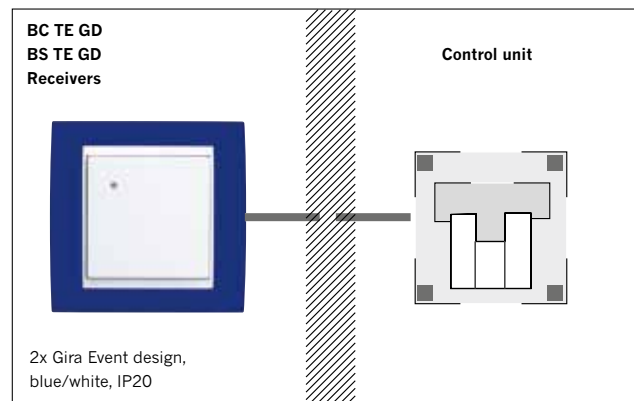 BC TE GD
BS TE GD
Receivers
Control unit
2x Gira Event design,
blue/white, IP20